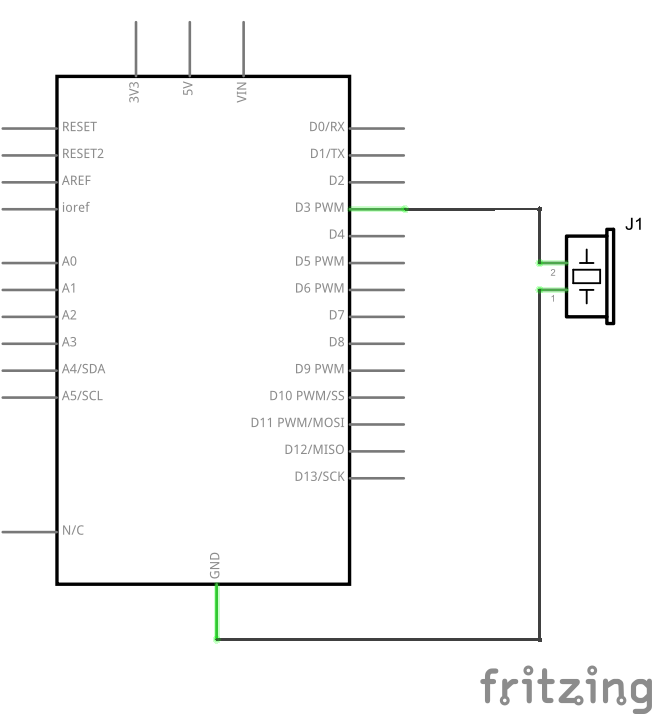 3V3
5V
VIN
RESET
RESET2
AREF
ioref
A0
A1
A2
A3
A4/SDA
A5/SCL
N/C
D0/RX
D1/TX
D2
D3 PWM
D4
D5 PWM
D6 PWM
D7
D8
D9 PWM
D10 PWM/SS
D11 PWM/MOSI
D12/MISO
D13/SCK
GND
J1
2
1
fritzing